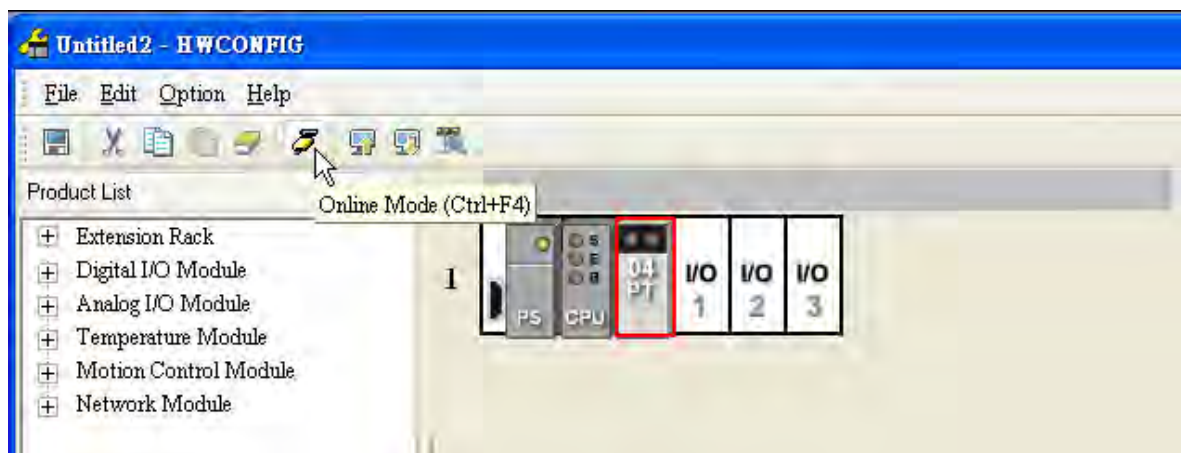 Untitled2 - HWCONFIG
File Edit Option Help
Product List
Online Mode (Ctrl+F4)
Extension Rack
Digital I/O Module
Analog I/O Module
Temperature Module
Motion Control Module
Network Module
1
PS
CPU
04
PT
I/O
1
I/O
2
I/O
3